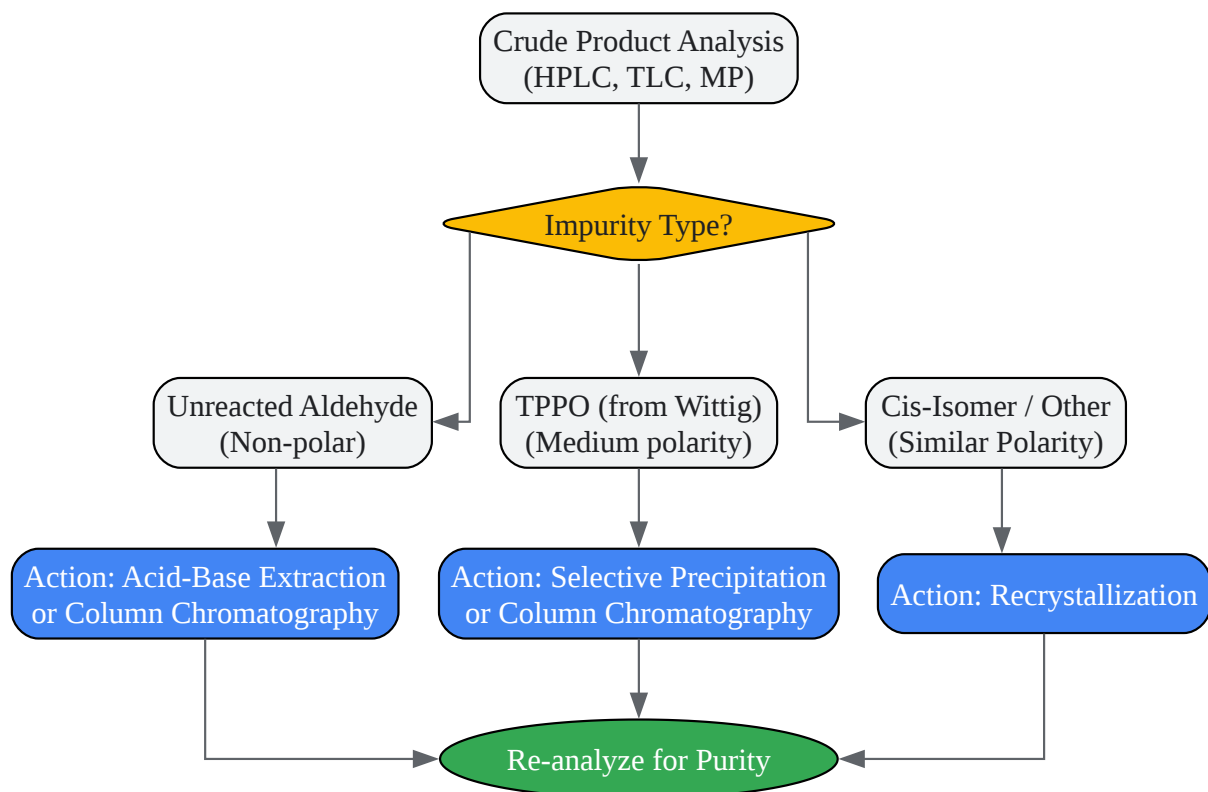 Crude Product Analysis
(HPLC, TLC, MP)
Impurity Type?
Unreacted Aldehyde
(Non-polar)
TPPO (from Wittig)
(Medium polarity)
Cis-Isomer / Other
(Similar Polarity)
Action: Acid-Base Extraction
or Column Chromatography
Action: Selective Precipitation
or Column Chromatography
Action: Recrystallization
Re-analyze for Purity